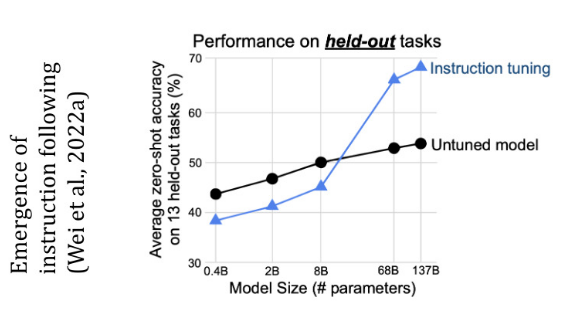 Emergence of
instruction following
(Wei et al., 2022a)
Performance on held-out tasks
Average zero-shot accuracy
on 13 held-out tasks (%)
70
60
50
40
30
Instruction tuning
Untuned model
0.4B 2B 8B 68B 137B
Model Size (# parameters)